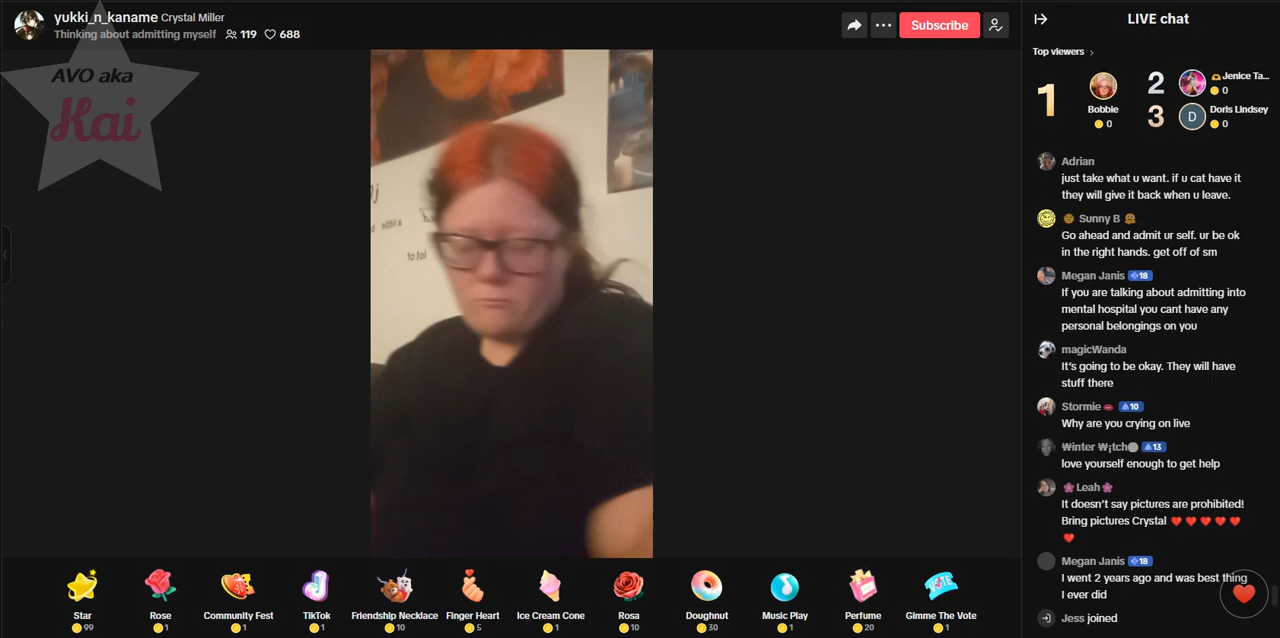 yukki_n_kaname Crystal Miller
Thinking about admitting myself 119 688
Subscribe
AVO aka
Kai
a little
lot of
Star
99
Rose
1
Community Fest
1
TikTok
1
Friendship Necklace
10
Finger Heart
5
Ice Cream Cone
1
Rosa
10
Doughnut
30
Music Play
1
Perfume
20
Gimme The Vote
1
LIVE chat
Top viewers
1
Bobbie
0
2
Jenice Ta...
0
3
D
Doris Lindsey
0
Adrian
just take what u want. if u cat have it
they will give it back when u leave.
Sunny B
Go ahead and admit ur self. ur be ok
in the right hands. get off of sm
Megan Janis 18
If you are talking about admitting into
mental hospital you cant have any
personal belongings on you
magicWanda
It's going to be okay. They will have
stuff there
Stormie 10
Why are you crying on live
₩inter ₩¡tch 13
love yourself enough to get help
Leah
It doesn't say pictures are prohibited!
Bring pictures Crystal ❤️ ❤️ ❤️ ❤️ ❤️
❤️
Megan Janis 18
I went 2 years ago and was best thing
I ever did
Jess joined